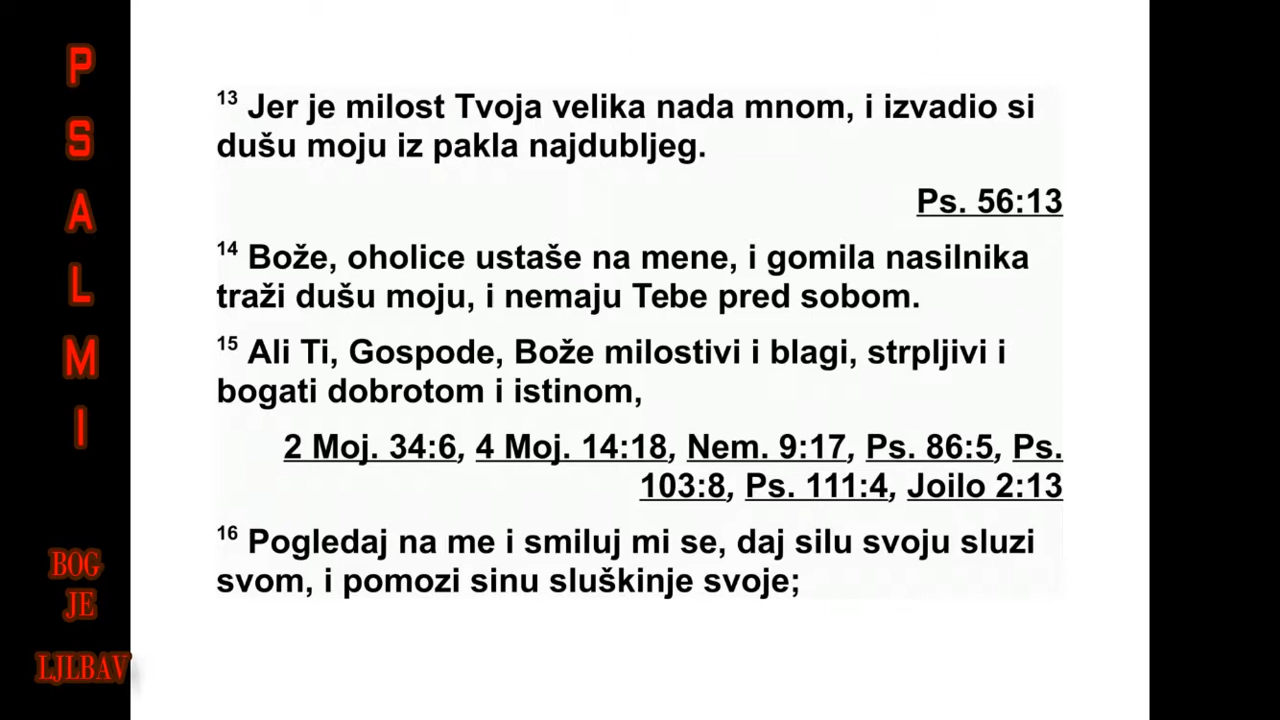 P
S
A
L
M
I
BOG
JE
LJLBAV
13 Jer je milost Tvoja velika nada mnom, i izvadio si
dušu moju iz pakla najdubljeg.
Ps. 56:13
14 Bože, oholice ustaše na mene, i gomila nasilnika
traži dušu moju, i nemaju Tebe pred sobom.
15 Ali Ti, Gospode, Bože milostivi i blagi, strpljivi i
bogati dobrotom i istinom,
2 Moj. 34:6, 4 Moj. 14:18, Nem. 9:17, Ps. 86:5, Ps.
103:8, Ps. 111:4, Joilo 2:13
16 Pogledaj na me i smiluj mi se, daj silu svoju sluzi
svom, i pomozi sinu sluškinje svoje;